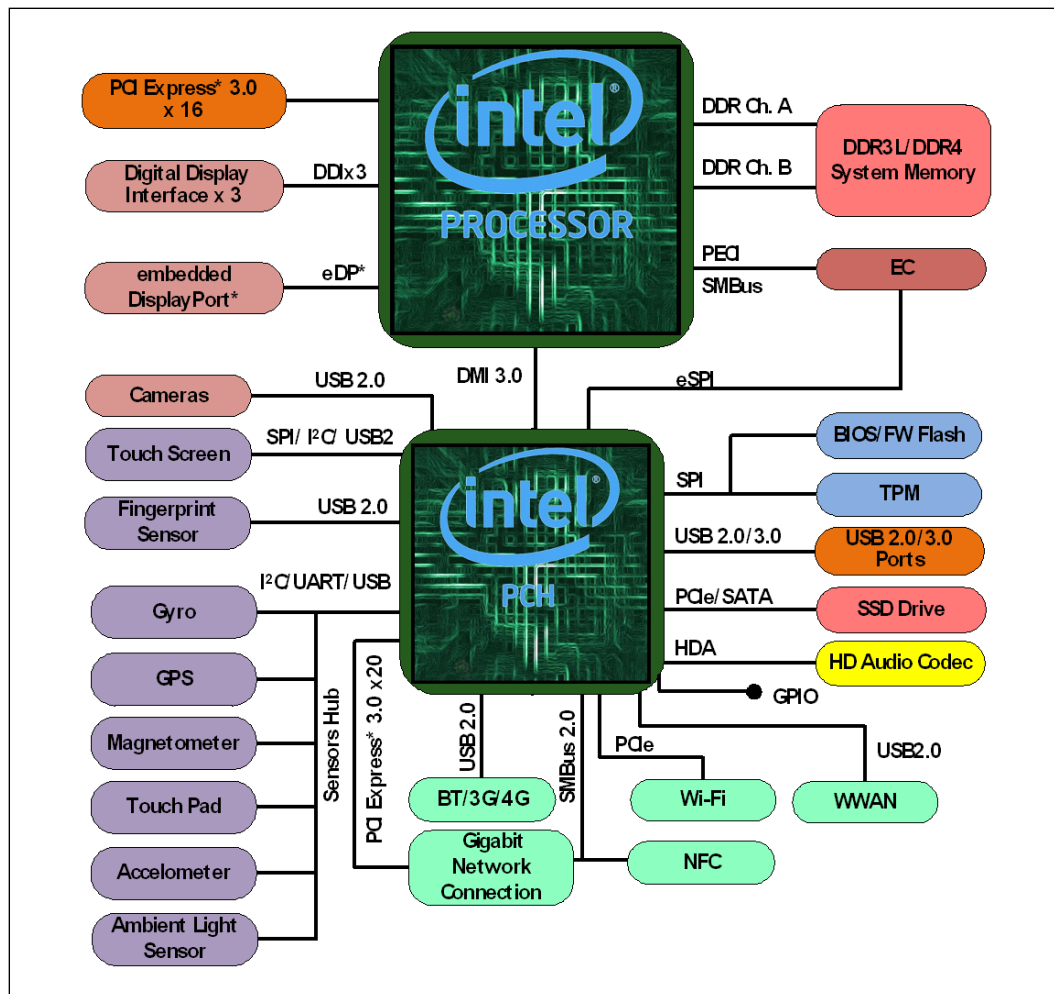 PCI Express* 3.0
x 16
Digital Display
Interface x 3
DDIx3
embedded
DisplayPort*
eDP*
intel®
PROCESSOR
DDR Ch. A
DDR Ch. B
DDR3L/DDR4
System Memory
PECI
SMBus
EC
DMI 3.0
eSPI
Cameras
USB 2.0
Touch Screen
SPI/ I²C/ USB2
Fingerprint
Sensor
USB 2.0
intel®
PCH
SPI
BIOS/FW Flash
TPM
USB 2.0/3.0
USB 2.0/3.0
Ports
PCIe/SATA
SSD Drive
HDA
HD Audio Codec
GPIO
I²C/UART/USB
Gyro
GPS
Magnetometer
Touch Pad
Accelometer
Ambient Light
Sensor
Sensors Hub
PCI Express* 3.0 x20
USB 2.0
SMBus 2.0
PCIe
USB2.0
BT/3G/4G
Wi-Fi
WWAN
Gigabit
Network
Connection
NFC